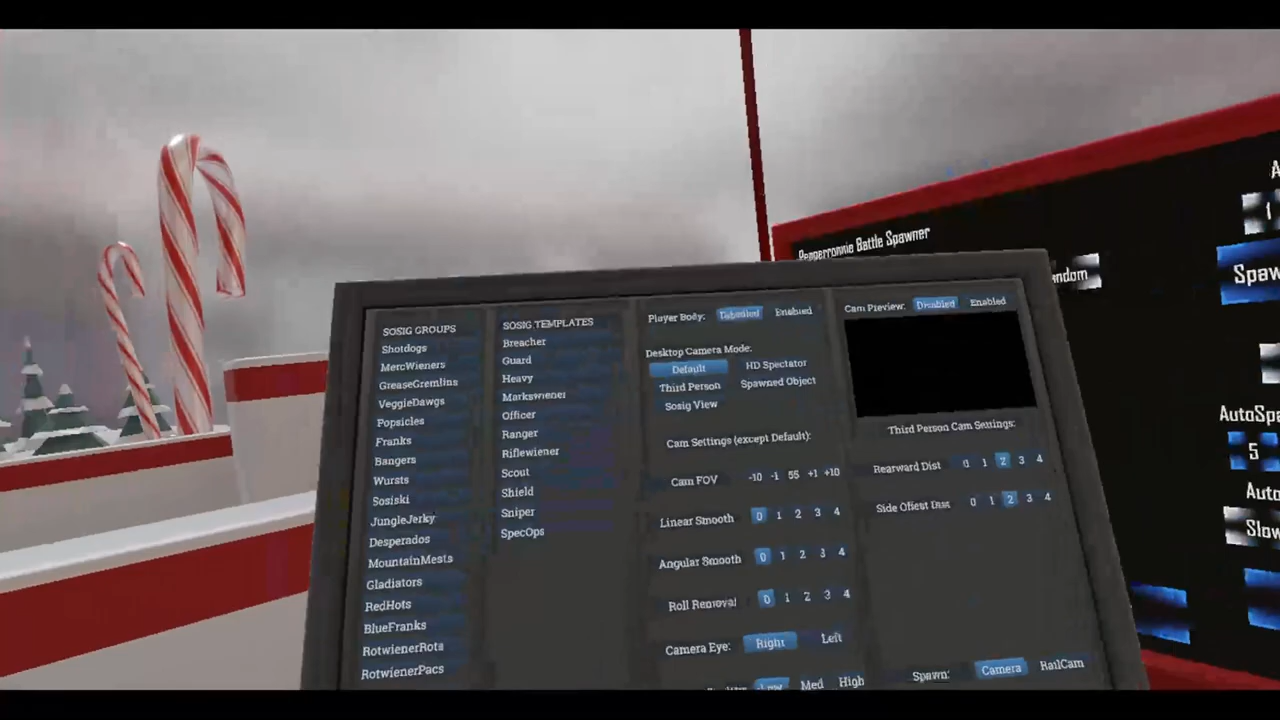 Pepperronnie Battle Spawner
SOSIG GROUPS
Shotdogs
MercWieners
GreaseGremlins
VeggieDawgs
Popsicles
Franks
Bangers
Wursts
Sosiski
JungleJerky
Desperados
MountainMeats
Gladiators
RedHots
BlueFranks
RotwienerRots
RotwienerPacs
SOSIG TEMPLATES
Breacher
Guard
Heavy
Markswiener
Officer
Ranger
Riflewiener
Scout
Shield
Sniper
SpecOps
Player Body: Disabled Enabled
Desktop Camera Mode:
Default HD Spectator
Third Person Spawned Object
Sosig View
Cam Settings (except Default):
Cam FOV -10 -1 55 +1 +10
Linear Smooth 0 1 2 3 4
Angular Smooth 0 1 2 3 4
Roll Removal 0 1 2 3 4
Camera Eye: Right Left
Low Med High
Cam Preview: Disabled Enabled
Third Person Cam Settings:
Rearward Dist 0 1 2 3 4
Side Offest Dist 0 1 2 3 4
Spawn: Camera RailCam
ndom
1
Spaw
AutoSpa
5
Auto
Slow